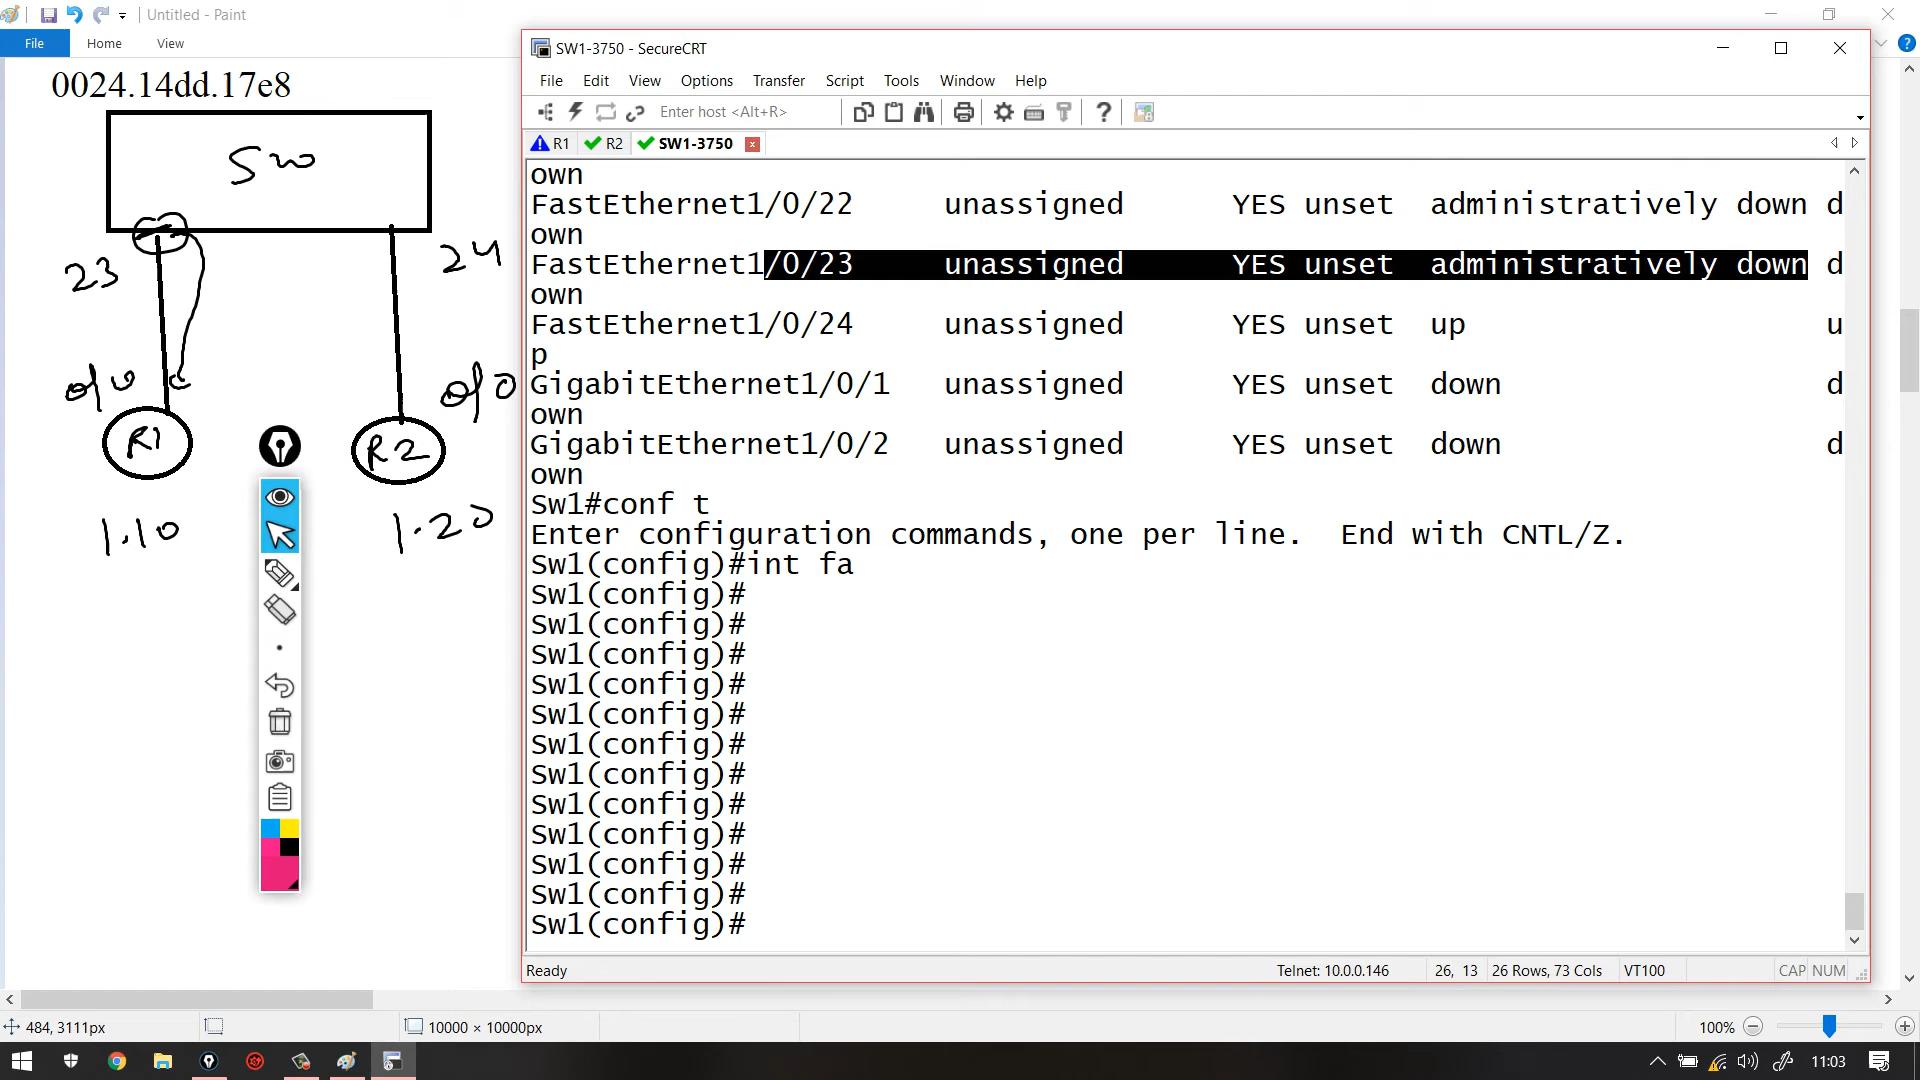 Untitled - Paint
File Home View
0024.14dd.17e8
SW
23
24
0/0
0/0
R1
R2
1.10
1.20
SW1-3750 - SecureCRT
File Edit View Options Transfer Script Tools Window Help
Enter host <Alt+R>
R1 R2 SW1-3750
own
FastEthernet1/0/22 unassigned YES unset administratively down d
own
FastEthernet1/0/23 unassigned YES unset administratively down d
own
FastEthernet1/0/24 unassigned YES unset up u
p
GigabitEthernet1/0/1 unassigned YES unset down d
own
GigabitEthernet1/0/2 unassigned YES unset down d
own
Sw1#conf t
Enter configuration commands, one per line. End with CNTL/Z.
Sw1(config)#int fa
Sw1(config)#
Sw1(config)#
Sw1(config)#
Sw1(config)#
Sw1(config)#
Sw1(config)#
Sw1(config)#
Sw1(config)#
Sw1(config)#
Sw1(config)#
Sw1(config)#
Sw1(config)#
Ready Telnet: 10.0.0.146 26, 13 26 Rows, 73 Cols VT100 CAP NUM
484, 3111px 10000 × 10000px 100%
11:03